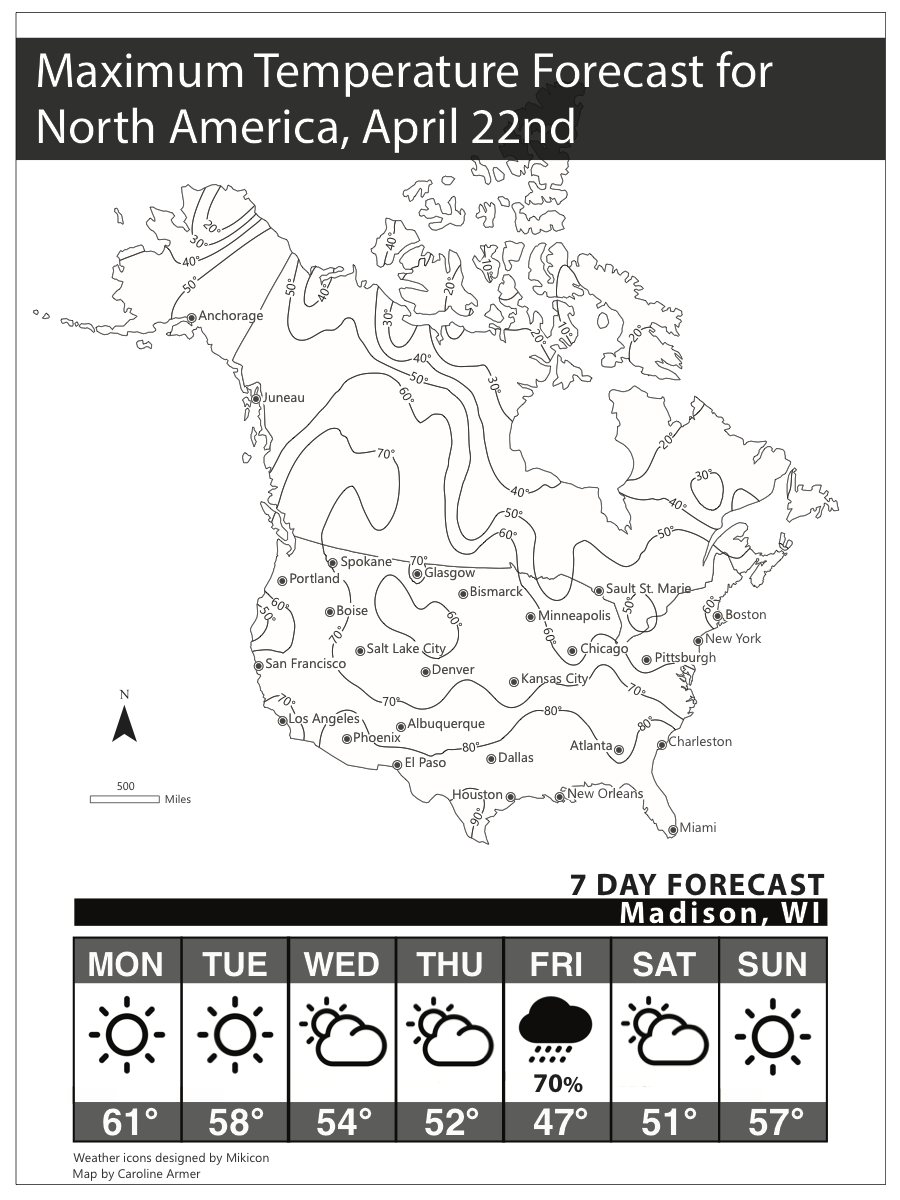 Maximum Temperature Forecast for
North America, April 22nd
20°
30°
40°
50°
Anchorage
50°
40°
40°
30°
20°
10°
20°
10°
20°
40°
50°
30°
60°
Juneau
70°
20°
30°
40°
40°
50°
60°
50°
Spokane
70°
Glasgow
Portland
Bismarck
Sault St. Marie
60°
50°
Boise
60°
Minneapolis
50°
60°
Boston
70°
60°
New York
Salt Lake City
Chicago
Pittsburgh
San Francisco
Denver
Kansas City
70°
N
70°
70°
80°
80°
Los Angeles
Albuquerque
Phoenix
80°
Atlanta
Charleston
El Paso
Dallas
500
Miles
Houston
New Orleans
90°
Miami
7 DAY FORECAST
Madison, WI
MON TUE WED THU FRI SAT SUN
70%
61° 58° 54° 52° 47° 51° 57°
Weather icons designed by Mikicon
Map by Caroline Armer